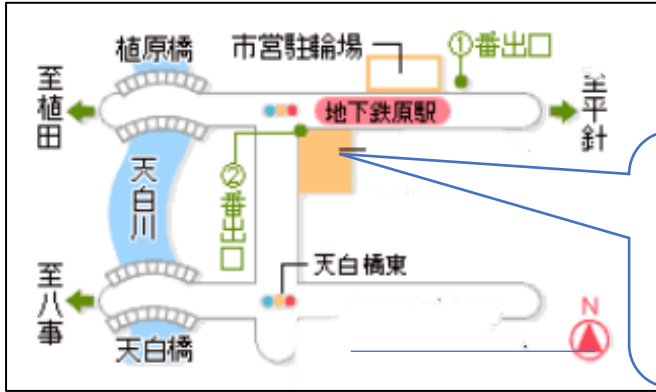 植原橋
市営駐輪場
①番出口
至植田
地下鉄原駅
至平針
天白川
②番出口
至八事
天白橋東
天白橋
N